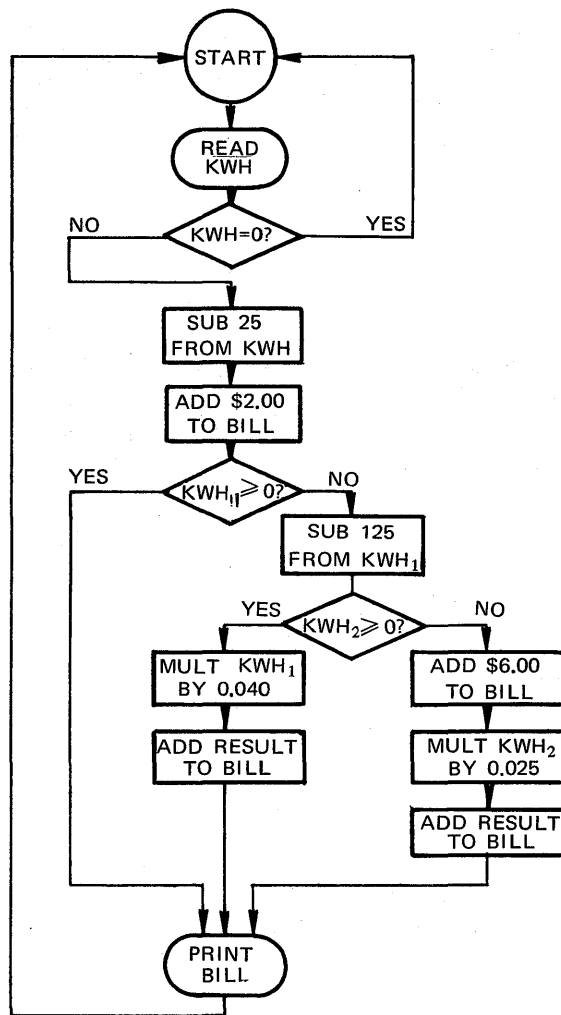 START
READ
KWH
NO
KWH=0?
YES
SUB 25
FROM KWH
ADD $2.00
TO BILL
YES
KWH₁≥ 0?
NO
SUB 125
FROM KWH₁
YES
KWH₂≥ 0?
NO
MULT KWH₁
BY 0.040
ADD $6.00
TO BILL
ADD RESULT
TO BILL
MULT KWH₂
BY 0.025
ADD RESULT
TO BILL
PRINT
BILL